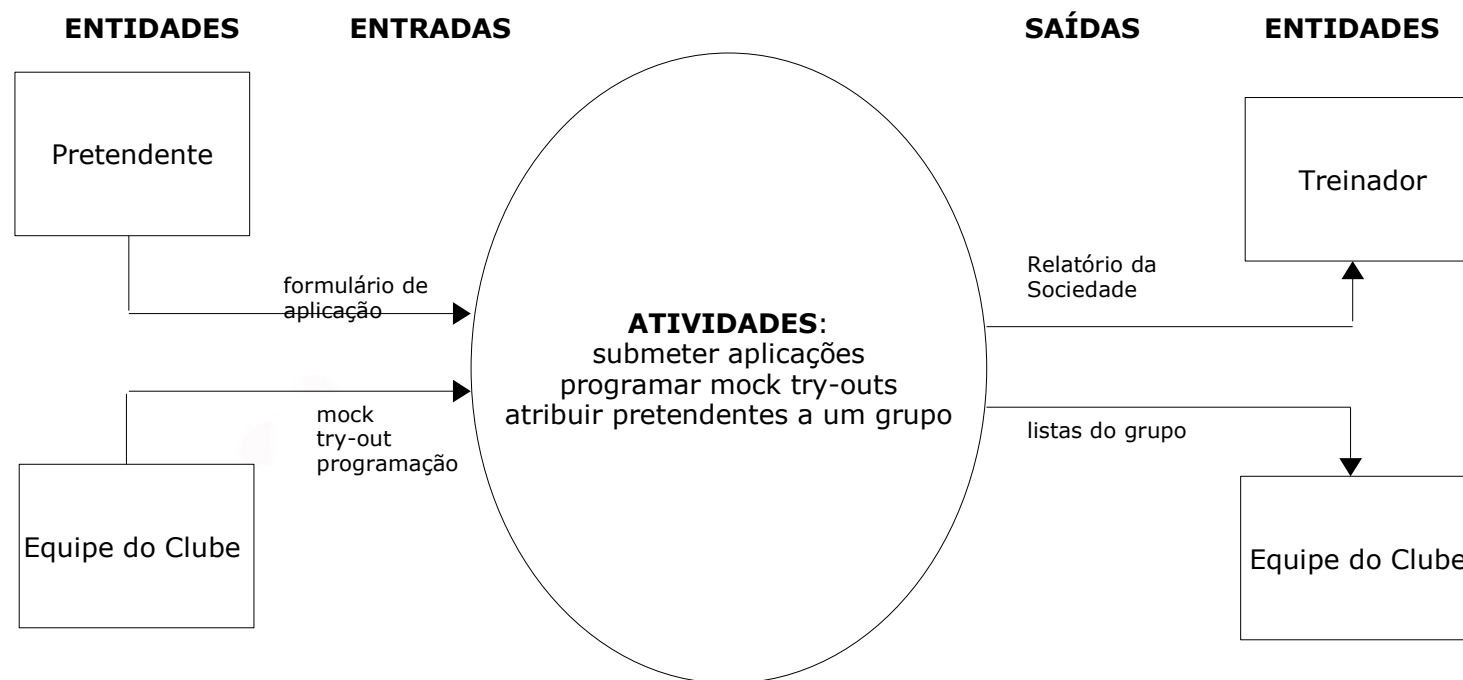 ENTIDADES
ENTRADAS
SAÍDAS
ENTIDADES
Pretendente
Treinador
formulário de
aplicação
Relatório da
Sociedade
ATIVIDADES:
submeter aplicações
programar mock try-outs
atribuir pretendentes a um grupo
mock
try-out
programação
listas do grupo
Equipe do Clube
Equipe do Clube